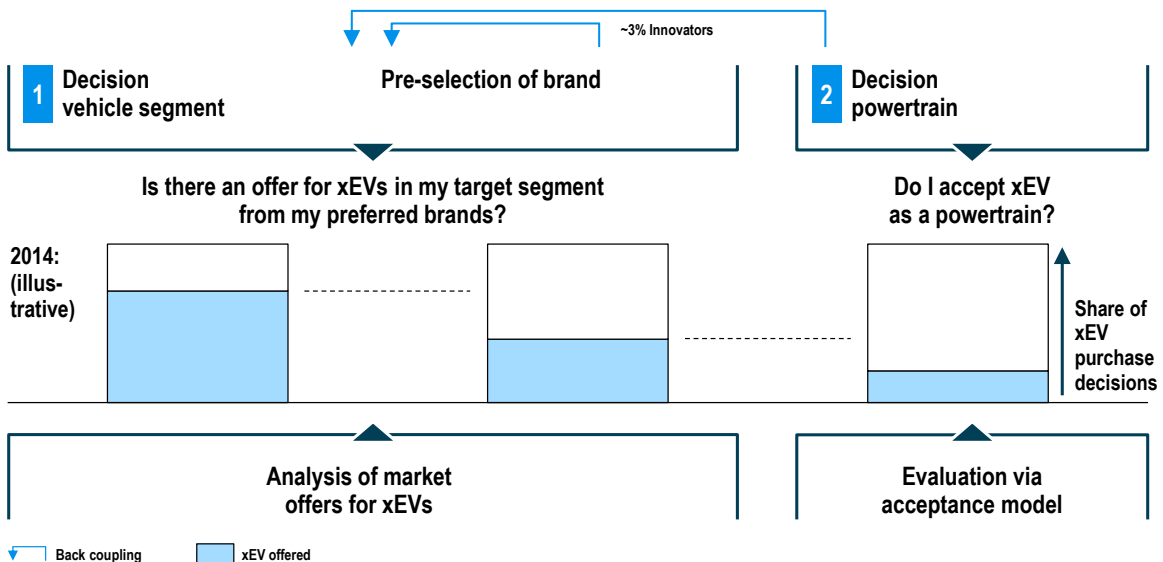 ~3% Innovators
1
Decision
vehicle segment
Pre-selection of brand
2
Decision
powertrain
Is there an offer for xEVs in my target segment
from my preferred brands?
Do I accept xEV
as a powertrain?
2014:
(illus-
trative)
Share of
xEV
purchase
decisions
Analysis of market
offers for xEVs
Evaluation via
acceptance model
Back coupling
xEV offered